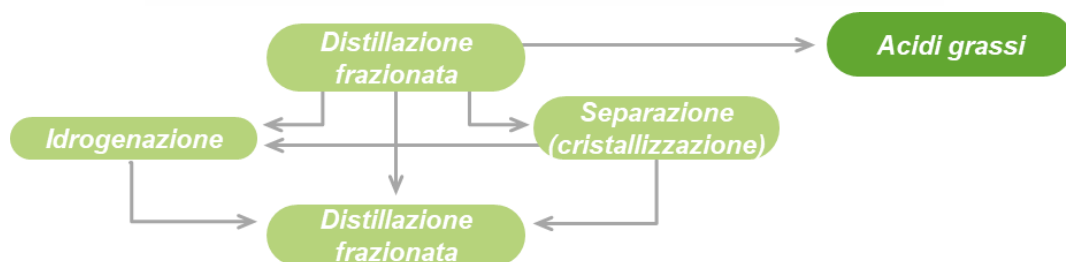 Distillazione
frazionata
Acidi grassi
Idrogenazione
Separazione
(cristallizzazione)
Distillazione
frazionata